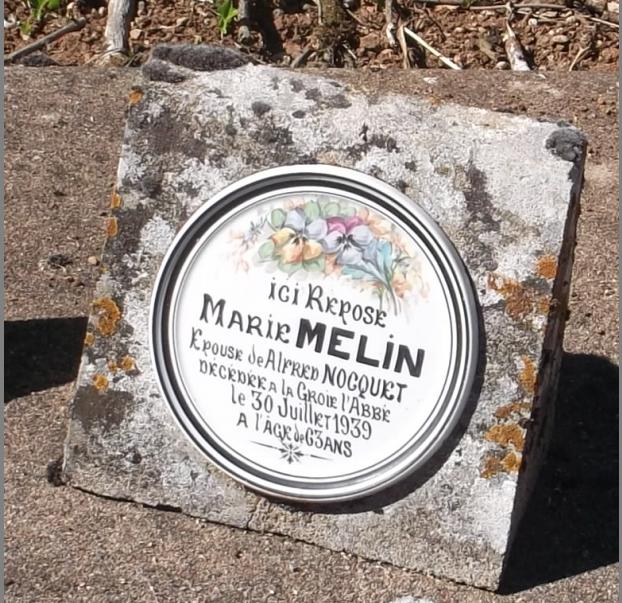 ici Repose
Marie MELIN
Epouse de Alfred NOCQUET
DÉCÉDÉE A la Groie l'Abbé
le 30 Juillet 1939
A l'Age de 63 ANS